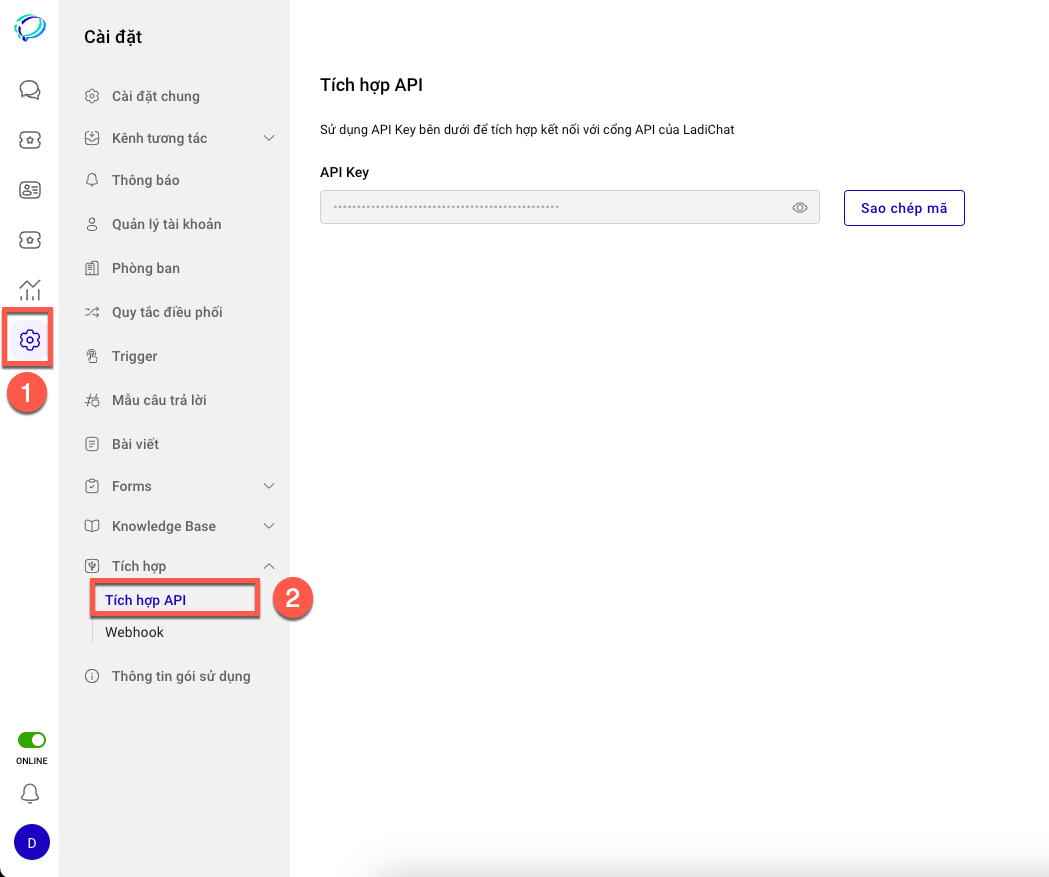 Cài đặt
Cài đặt chung
Kênh tương tác
Thông báo
Quản lý tài khoản
Phòng ban
Quy tắc điều phối
Trigger
Mẫu câu trả lời
Bài viết
Forms
Knowledge Base
Tích hợp
Tích hợp API
Webhook
Thông tin gói sử dụng
1
2
ONLINE
D
Tích hợp API
Sử dụng API Key bên dưới để tích hợp kết nối với cổng API của LadiChat
API Key
Sao chép mã